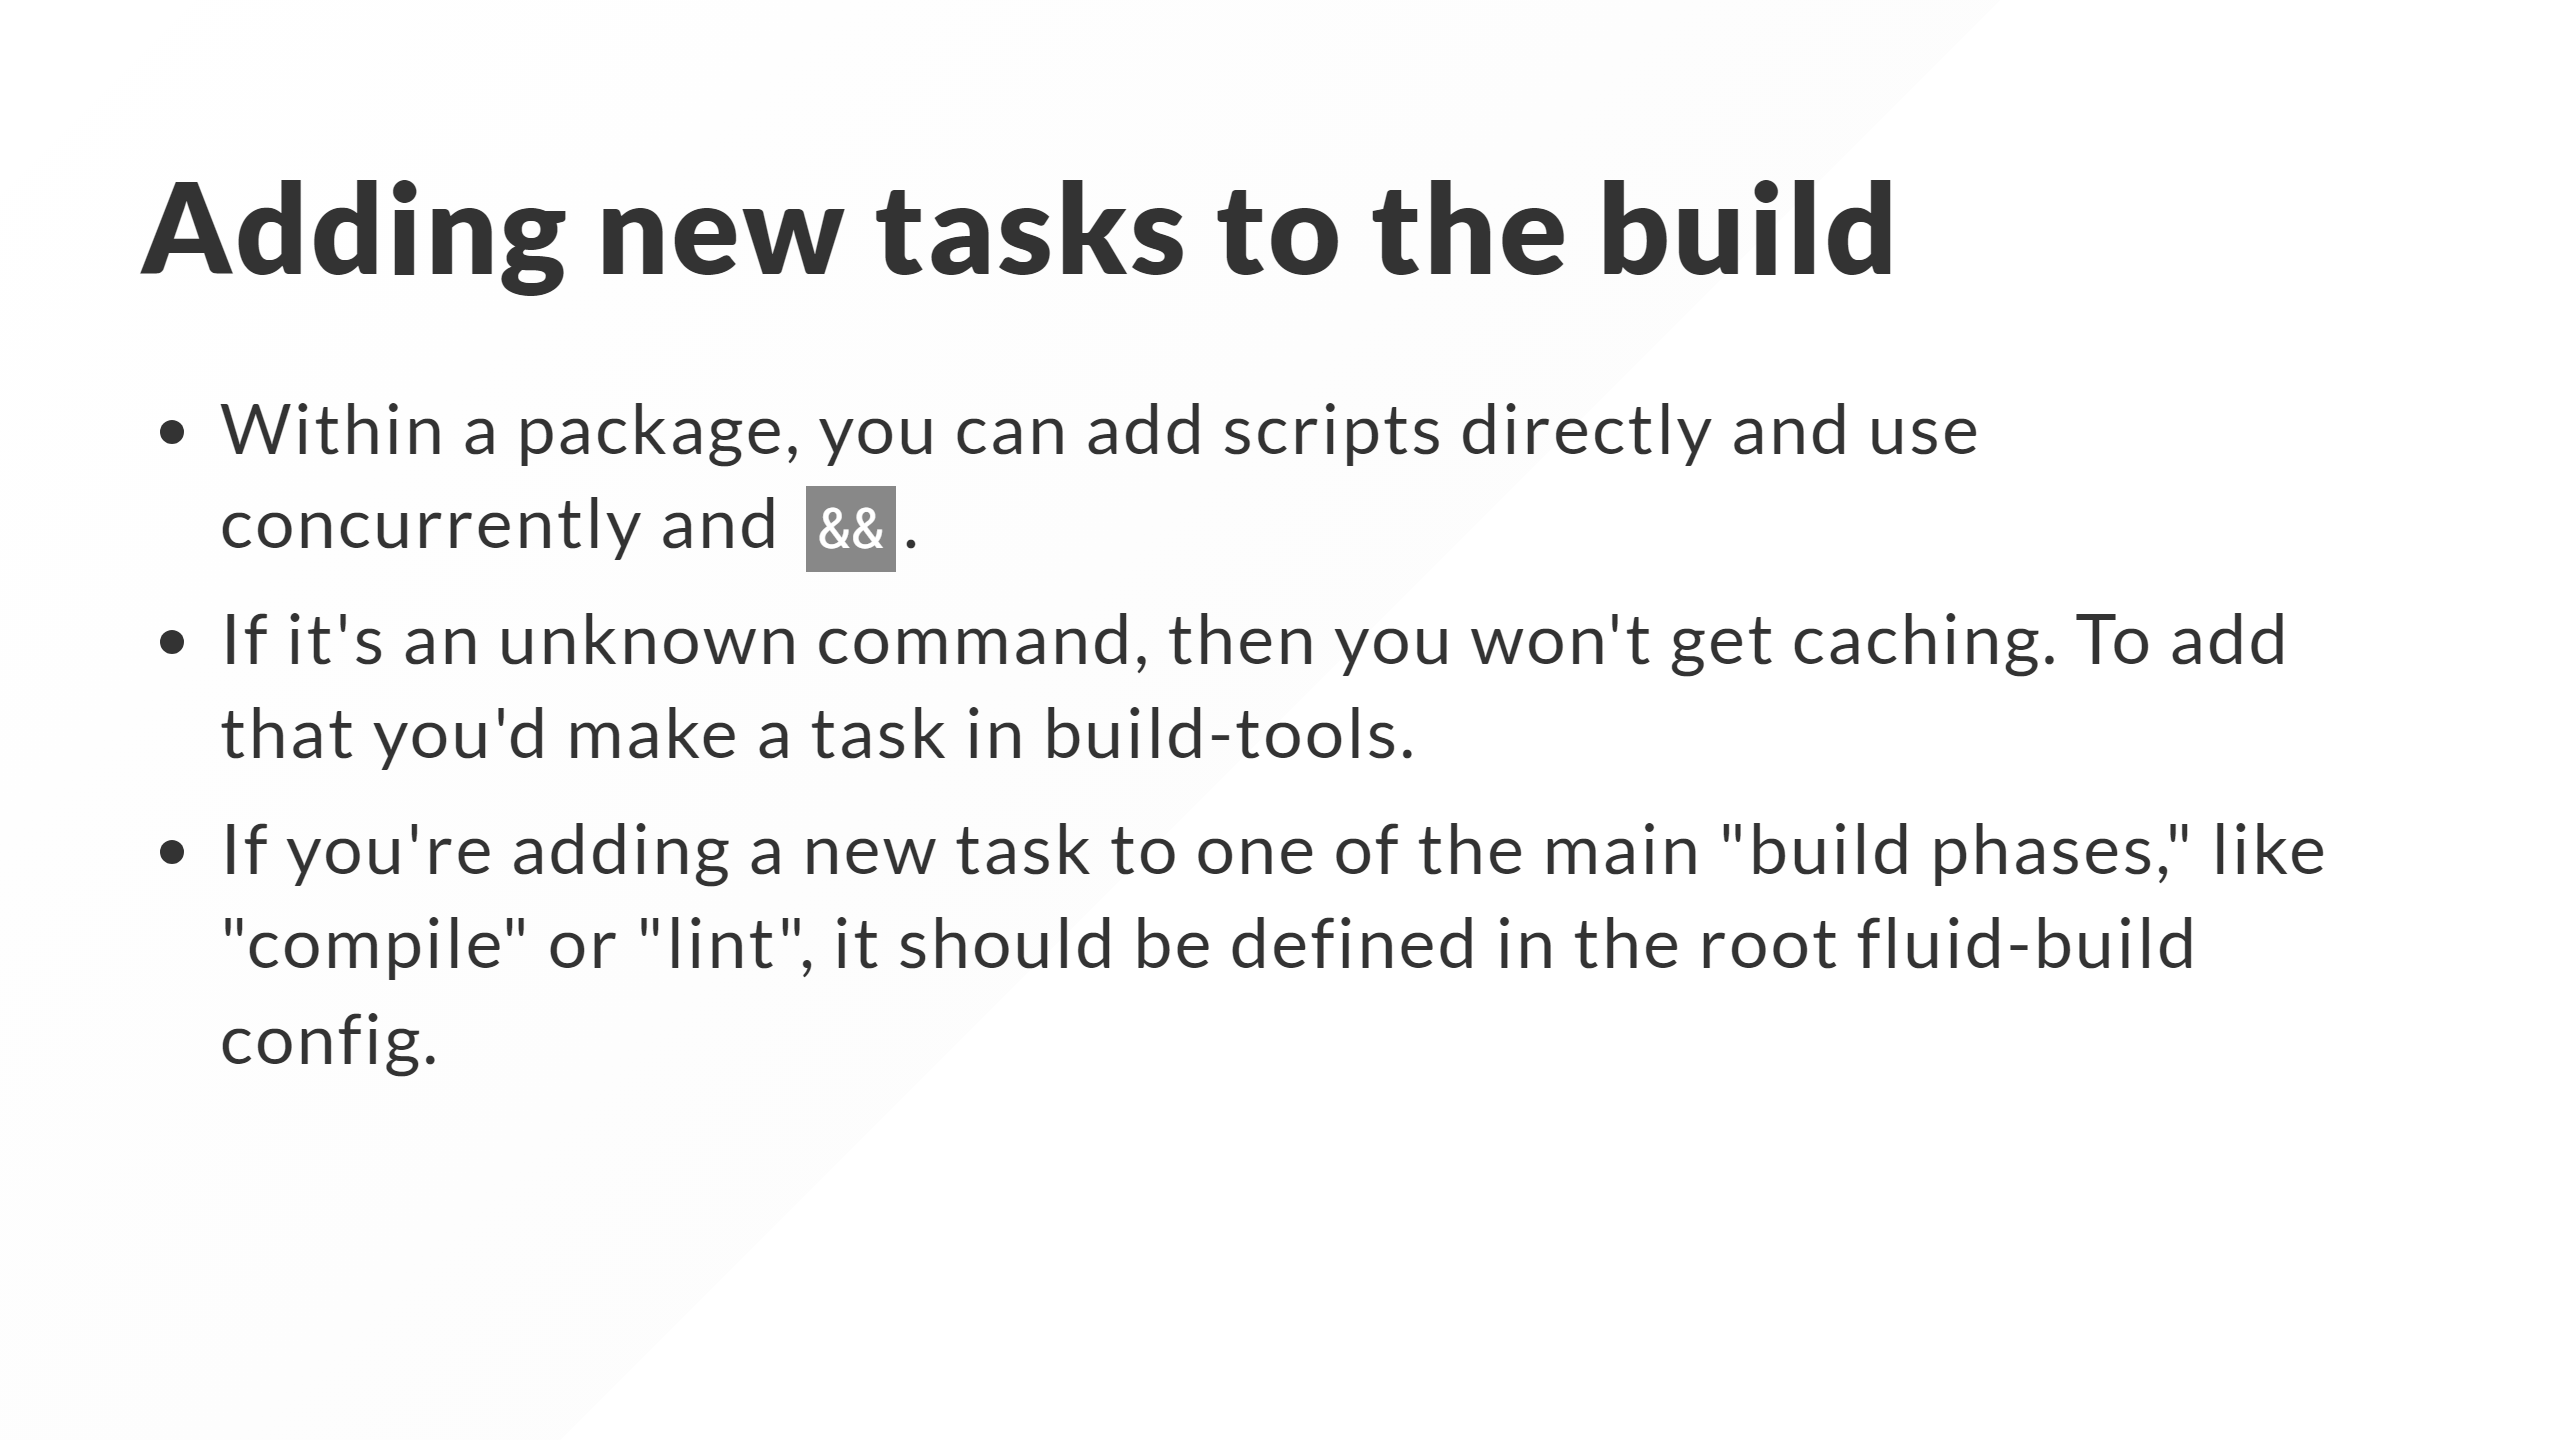 Adding new tasks to the build
• Within a package, you can add scripts directly and use
concurrently and && .
• If it's an unknown command, then you won't get caching. To add
that you'd make a task in build-tools.
• If you're adding a new task to one of the main "build phases," like
"compile" or "lint", it should be defined in the root fluid-build
config.